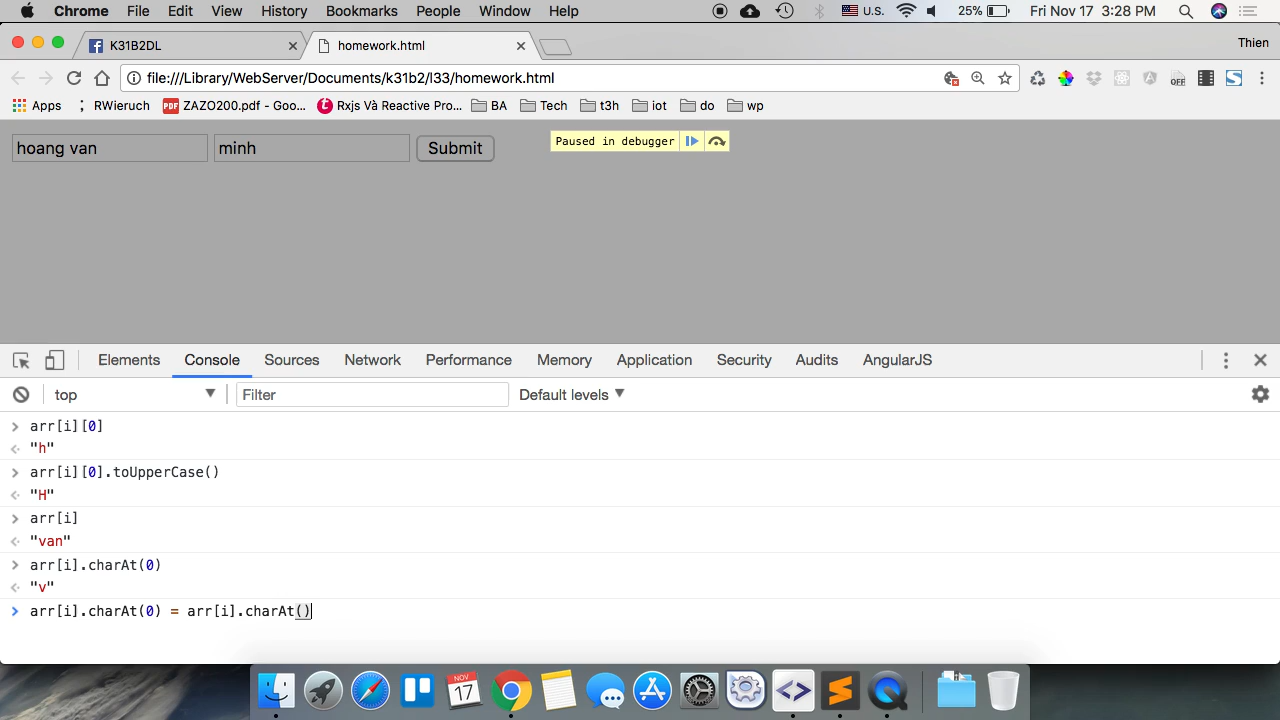 Chrome File Edit View History Bookmarks People Window Help U.S. 25% Fri Nov 17 3:28 PM
K31B2DL homework.html Thien
file:///Library/WebServer/Documents/k31b2/l33/homework.html OFF
Apps RWieruch PDF ZAZO200.pdf - Goo... Rxjs Và Reactive Pro... BA Tech t3h iot do wp
hoang van minh Submit Paused in debugger
Elements Console Sources Network Performance Memory Application Security Audits AngularJS
top Filter Default levels
arr[i][0]
"h"
arr[i][0].toUpperCase()
"H"
arr[i]
"van"
arr[i].charAt(0)
"v"
arr[i].charAt(0) = arr[i].charAt()
NOV
17